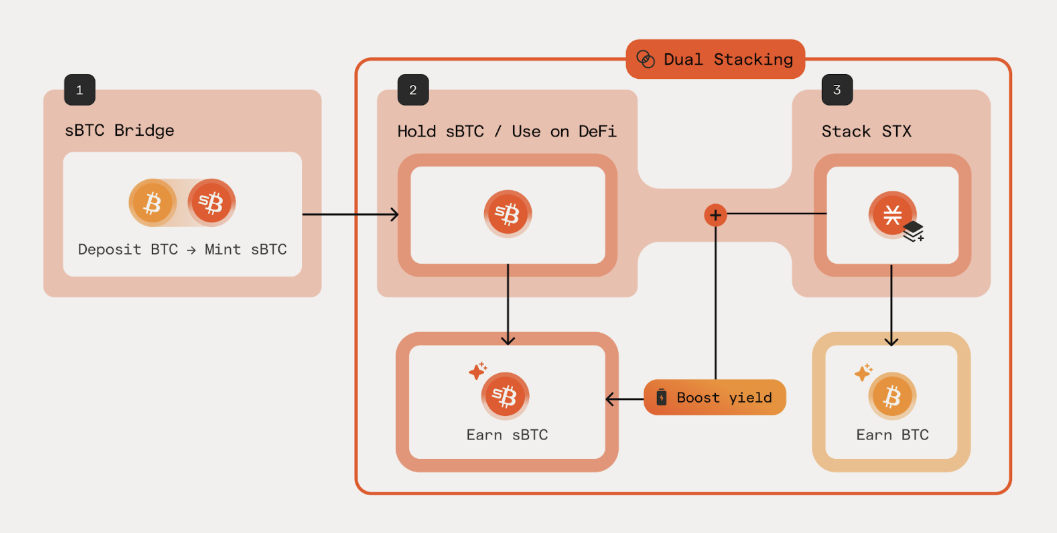 Dual Stacking
1
sBTC Bridge
Deposit BTC → Mint sBTC
2
Hold sBTC / Use on DeFi
3
Stack STX
Boost yield
Earn sBTC
Earn BTC